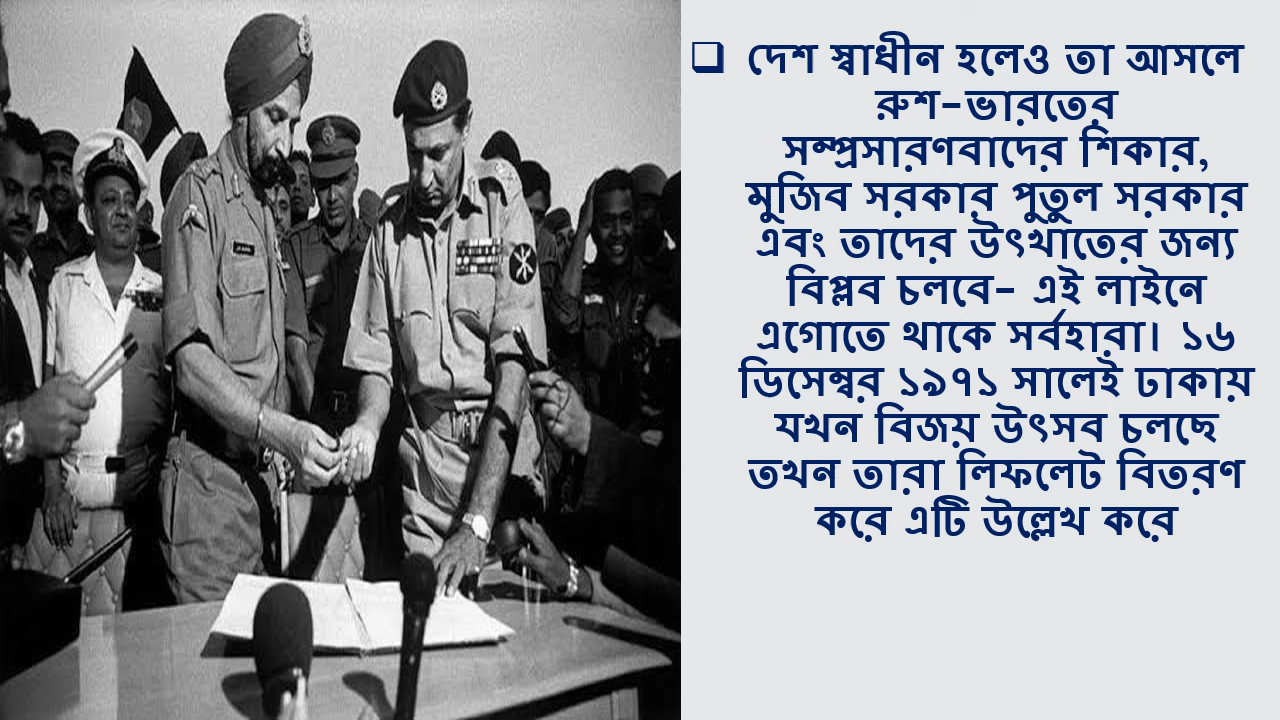 ❑ দেশ স্বাধীন হলেও তা আসলে
রুশ-ভারতের
সম্প্রসারণবাদের শিকার,
মুজিব সরকার পুতুল সরকার
এবং তাদের উৎখাতের জন্য
বিপ্লব চলবে- এই লাইনে
এগোতে থাকে সর্বহারা। ১৬
ডিসেম্বর ১৯৭১ সালেই ঢাকায়
যখন বিজয় উৎসব চলছে
তখন তারা লিফলেট বিতরণ
করে এটি উল্লেখ করে